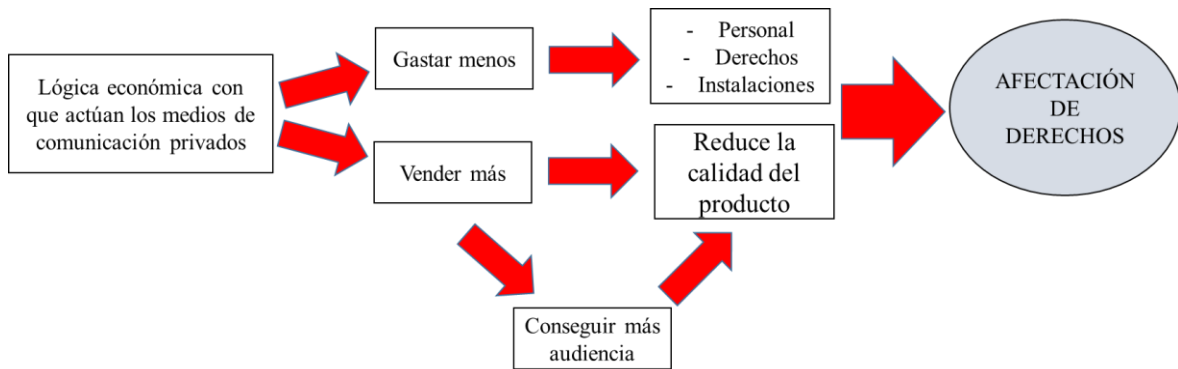 Lógica económica con
que actúan los medios de
comunicación privados
Gastar menos
- Personal
- Derechos
- Instalaciones
Vender más
Reduce la
calidad del
producto
Conseguir más
audiencia
AFECTACIÓN
DE
DERECHOS